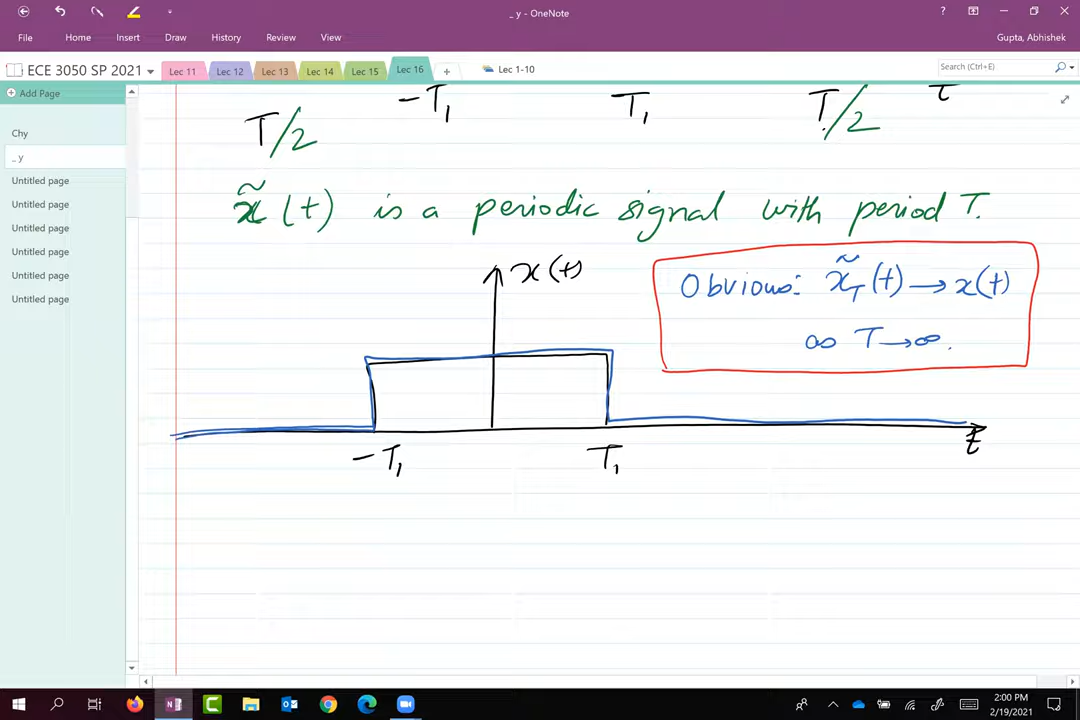 _ y - OneNote
Gupta, Abhishek
File Home Insert Draw History Review View
ECE 3050 SP 2021 Lec 11 Lec 12 Lec 13 Lec 14 Lec 15 Lec 16 + Lec 1-10
Search (Ctrl+E)
Add Page
Chy
_ y
Untitled page
Untitled page
Untitled page
Untitled page
Untitled page
Untitled page
-T₁ T₁ T/2 τ
T/2
x̃(t) is a periodic signal with period T.
x(t)
Obvious: x̃_T(t) → x(t)
as T → ∞.
-T₁ T₁ t
2:00 PM
2/19/2021